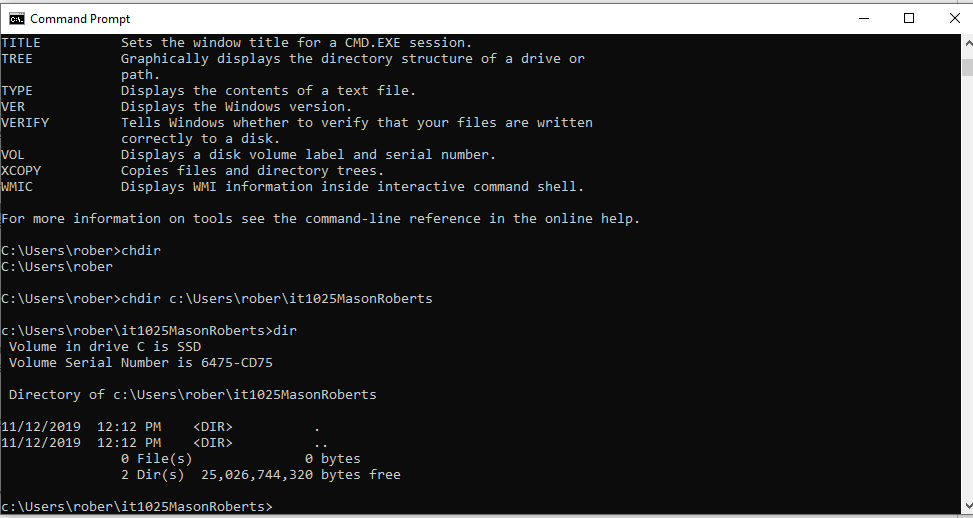 Command Prompt
TITLE          Sets the window title for a CMD.EXE session.
TREE           Graphically displays the directory structure of a drive or
               path.
TYPE           Displays the contents of a text file.
VER            Displays the Windows version.
VERIFY         Tells Windows whether to verify that your files are written
               correctly to a disk.
VOL            Displays a disk volume label and serial number.
XCOPY          Copies files and directory trees.
WMIC           Displays WMI information inside interactive command shell.

For more information on tools see the command-line reference in the online help.

C:\Users\rober>chdir
C:\Users\rober

C:\Users\rober>chdir c:\Users\rober\it1025MasonRoberts

c:\Users\rober\it1025MasonRoberts>dir
 Volume in drive C is SSD
 Volume Serial Number is 6475-CD75

 Directory of c:\Users\rober\it1025MasonRoberts

11/12/2019  12:12 PM    <DIR>          .
11/12/2019  12:12 PM    <DIR>          ..
               0 File(s)              0 bytes
               2 Dir(s)  25,026,744,320 bytes free

c:\Users\rober\it1025MasonRoberts>